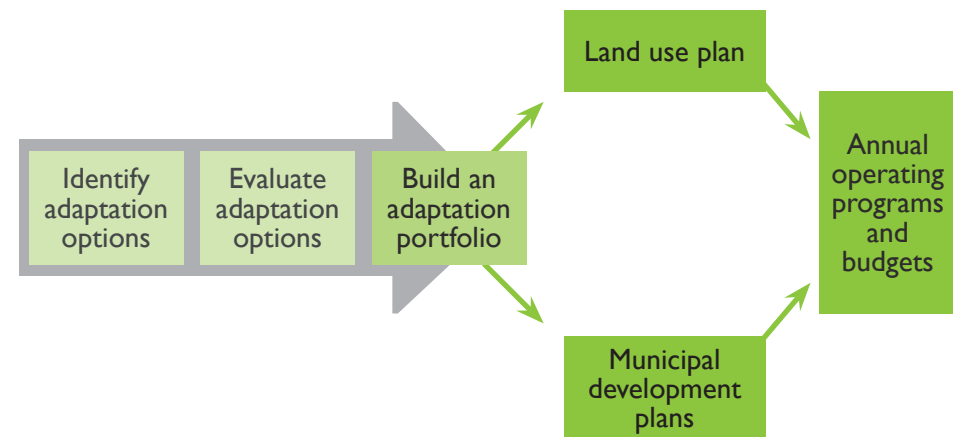 Identify
adaptation
options
Evaluate
adaptation
options
Build an
adaptation
portfolio
Land use plan
Municipal
development
plans
Annual
operating
programs
and
budgets